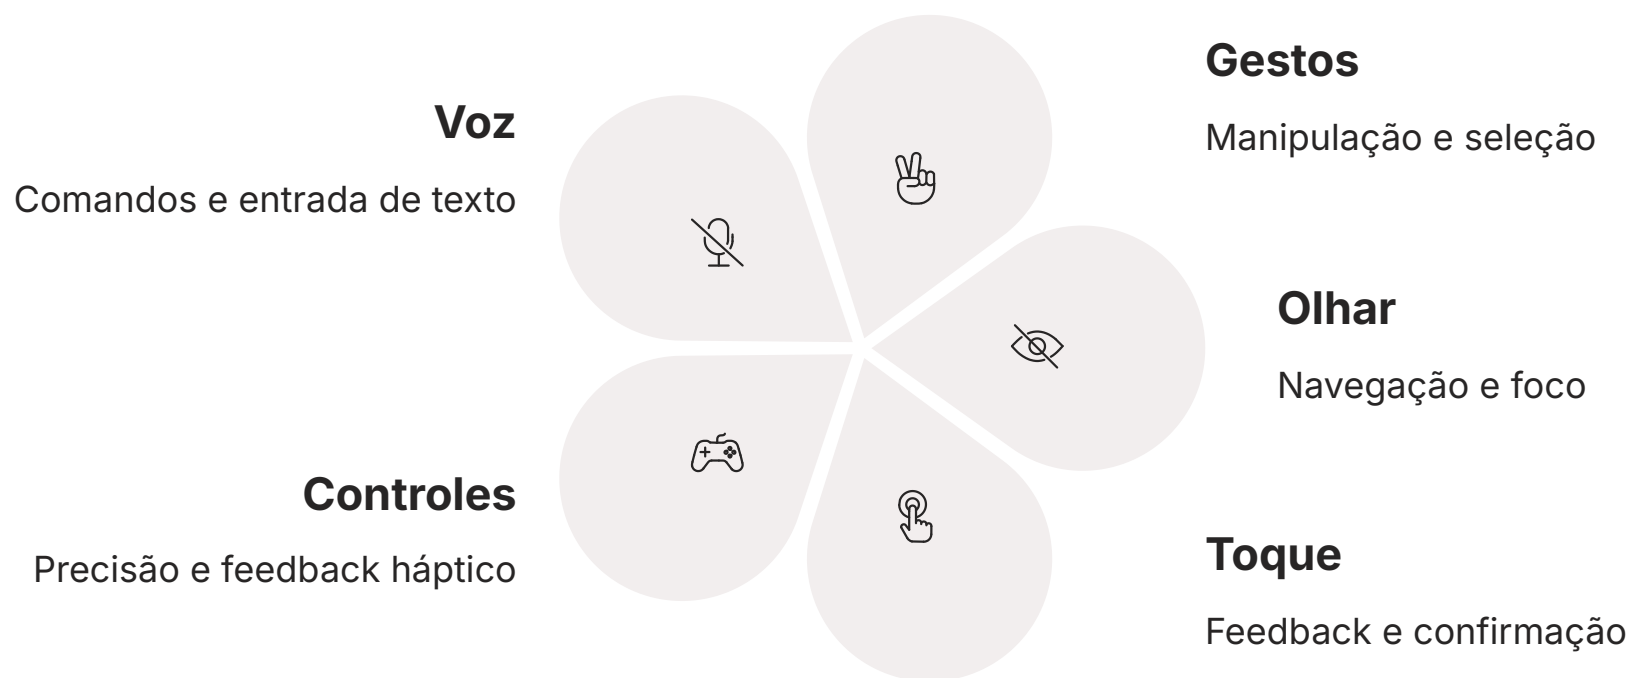 Voz
Comandos e entrada de texto
Gestos
Manipulação e seleção
Olhar
Navegação e foco
Controles
Precisão e feedback háptico
Toque
Feedback e confirmação